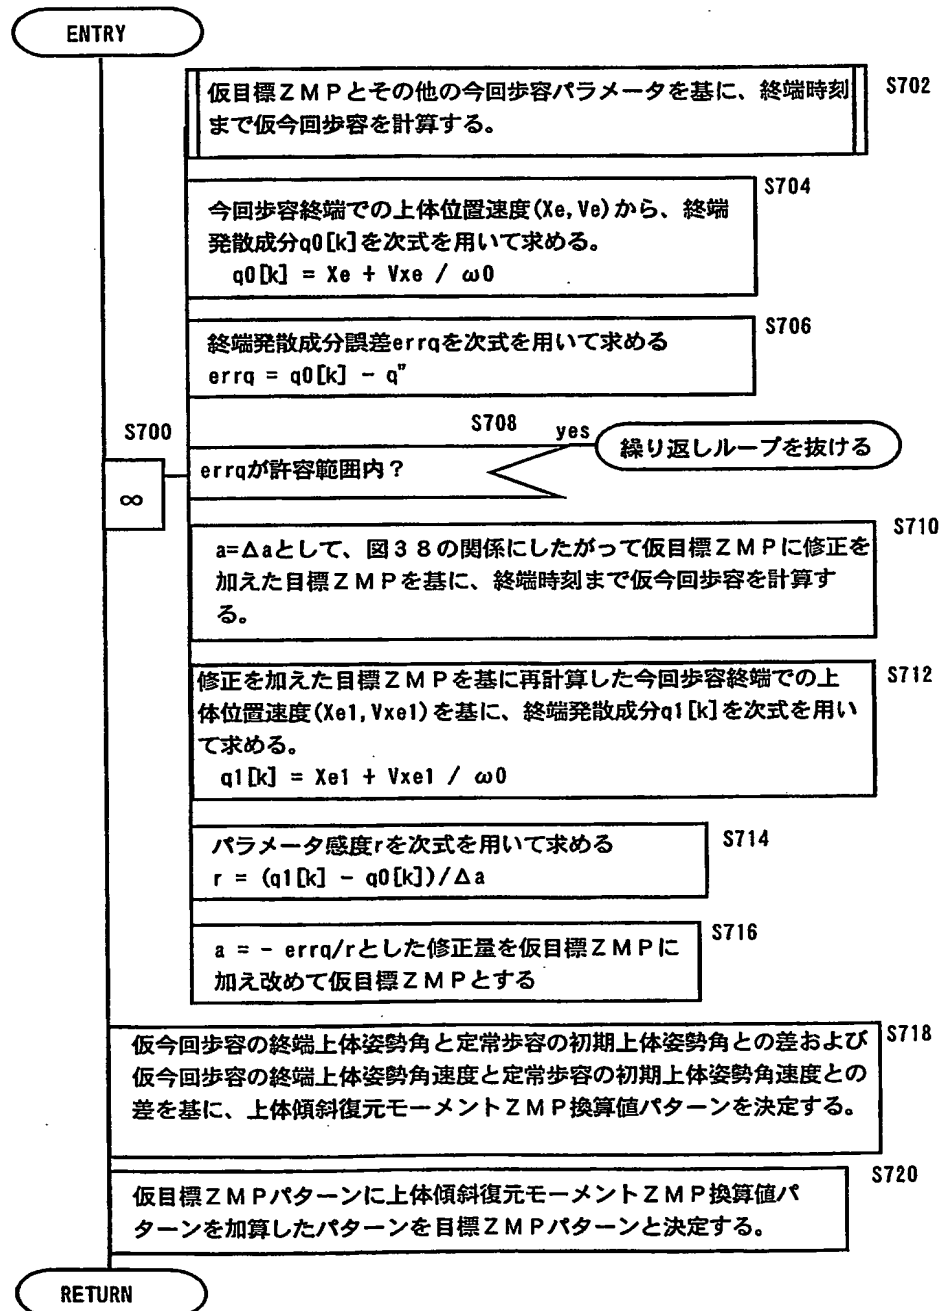 ENTRY
S702
仮目標ZMPとその他の今回歩容パラメータを基に、終端時刻
まで仮今回歩容を計算する。
S704
今回歩容終端での上体位置速度(Xe,Ve)から、終端
発散成分q0[k]を次式を用いて求める。
q0[k] = Xe + Vxe / ω0
S706
終端発散成分誤差errqを次式を用いて求める
errq = q0[k] - q"
S700
∞
S708
yes
繰り返しループを抜ける
errqが許容範囲内？
S710
a=Δaとして、図３８の関係にしたがって仮目標ZMPに修正を
加えた目標ZMPを基に、終端時刻まで仮今回歩容を計算す
る。
S712
修正を加えた目標ZMPを基に再計算した今回歩容終端での上
体位置速度(Xe1,Vxe1)を基に、終端発散成分q1[k]を次式を用い
て求める。
q1[k] = Xe1 + Vxe1 / ω0
S714
パラメータ感度rを次式を用いて求める
r = (q1[k] - q0[k])/Δa
S716
a = - errq/rとした修正量を仮目標ZMPに
加え改めて仮目標ZMPとする
S718
仮今回歩容の終端上体姿勢角と定常歩容の初期上体姿勢角との差および
仮今回歩容の終端上体姿勢角速度と定常歩容の初期上体姿勢角速度との
差を基に、上体傾斜復元モーメントZMP換算値パターンを決定する。
S720
仮目標ZMPパターンに上体傾斜復元モーメントZMP換算値パ
ターンを加算したパターンを目標ZMPパターンと決定する。
RETURN